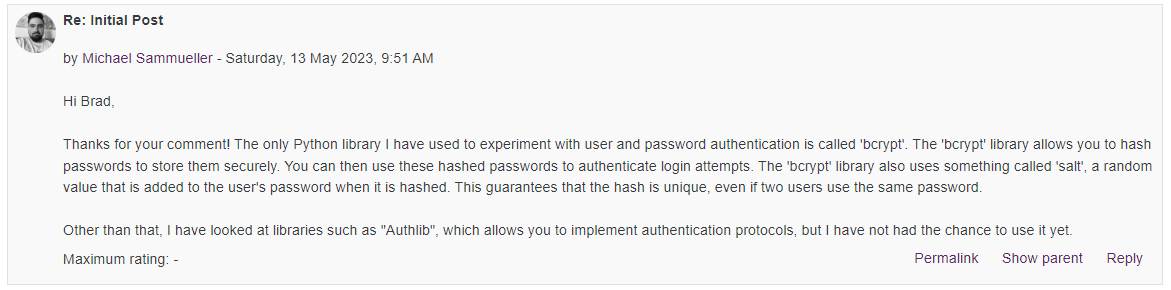 Re: Initial Post
by Michael Sammueller - Saturday, 13 May 2023, 9:51 AM
Hi Brad,
Thanks for your comment! The only Python library I have used to experiment with user and password authentication is called 'bcrypt'. The 'bcrypt' library allows you to hash
passwords to store them securely. You can then use these hashed passwords to authenticate login attempts. The 'bcrypt' library also uses something called 'salt', a random
value that is added to the user's password when it is hashed. This guarantees that the hash is unique, even if two users use the same password.
Other than that, I have looked at libraries such as "Authlib", which allows you to implement authentication protocols, but I have not had the chance to use it yet.
Maximum rating: -
Permalink Show parent Reply